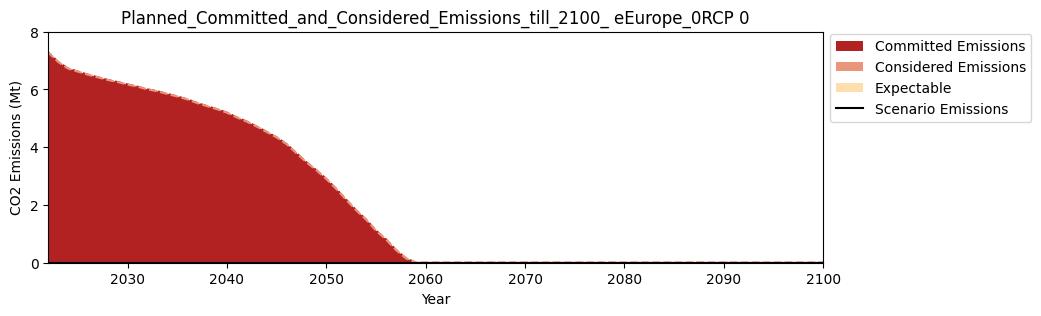 Planned_Committed_and_Considered_Emissions_till_2100_ eEurope_0RCP 0
8
6
4
2
0
CO2 Emissions (Mt)
2030
2040
2050
2060
2070
2080
2090
2100
Year
Committed Emissions
Considered Emissions
Expectable
Scenario Emissions